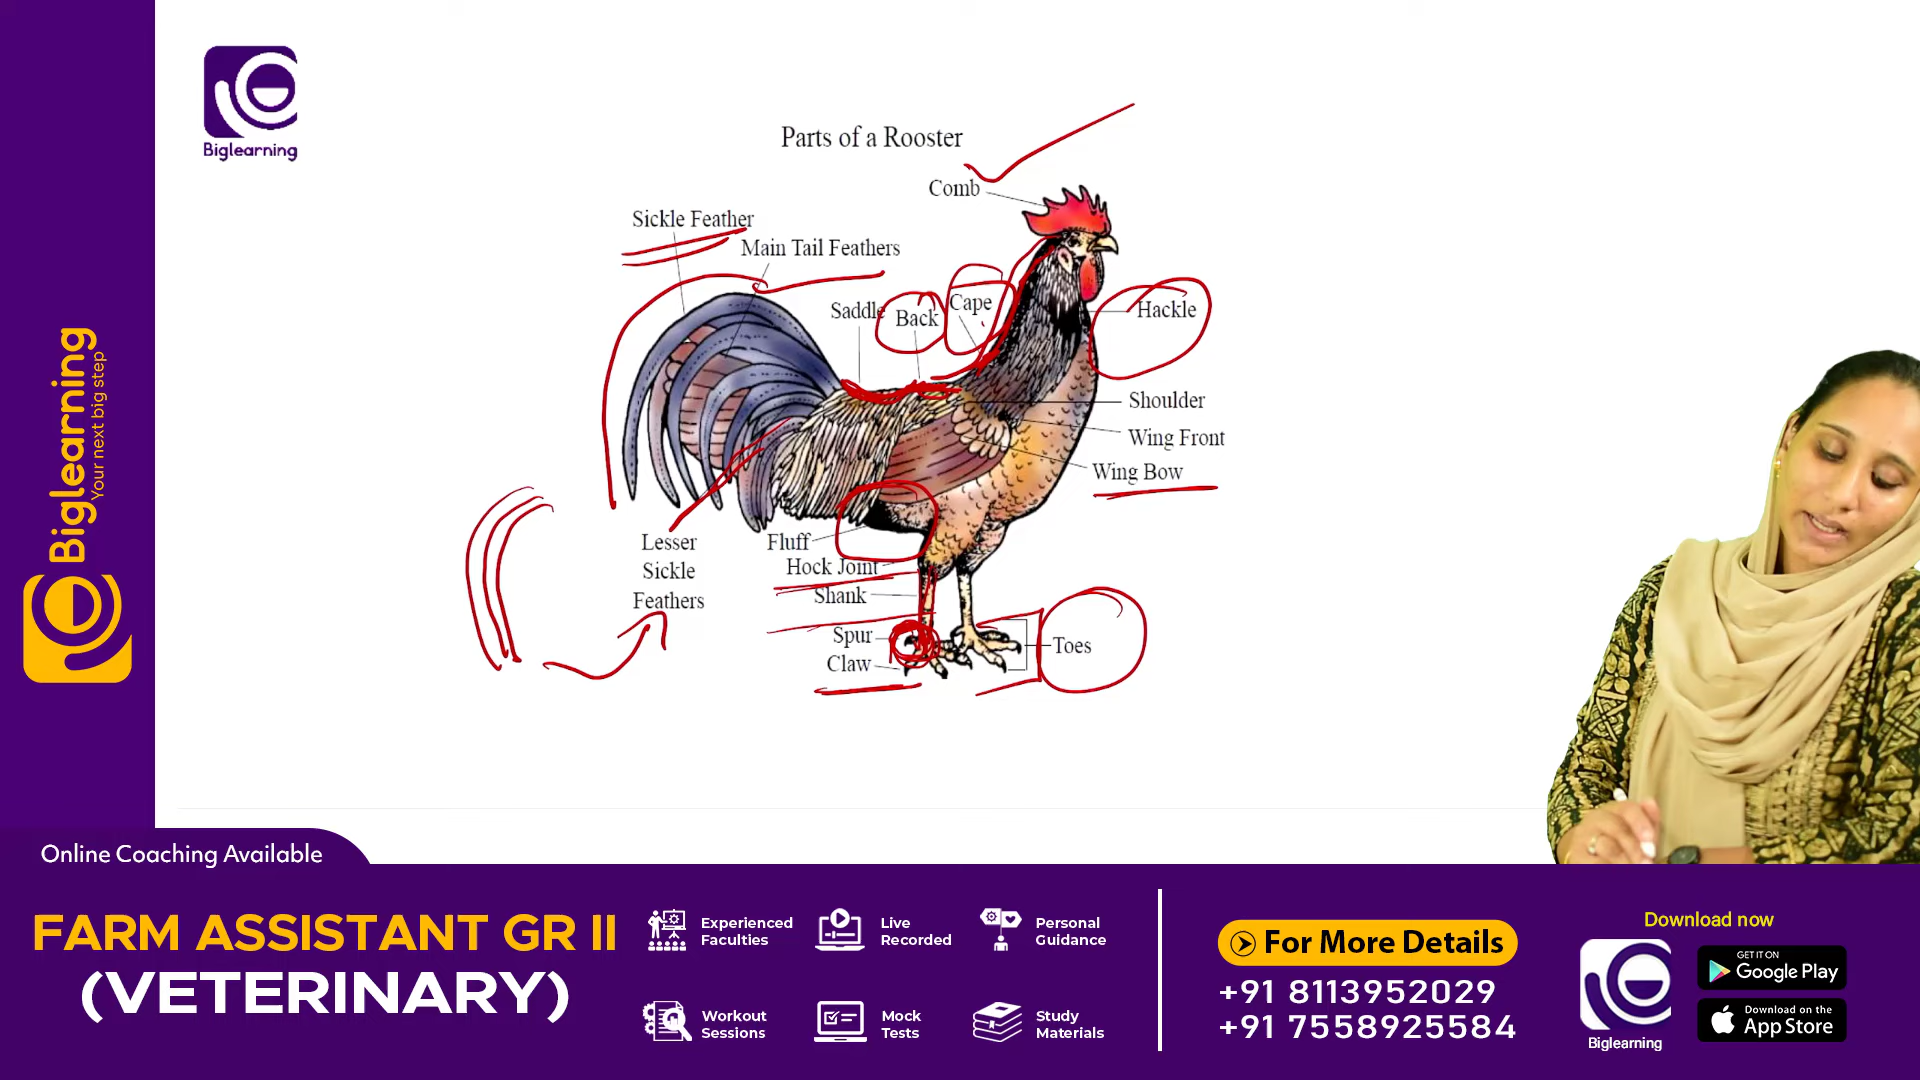 Biglearning
Biglearning
Your next big step
Parts of a Rooster
Comb
Sickle Feather
Main Tail Feathers
Saddle
Back
Cape
Hackle
Shoulder
Wing Front
Wing Bow
Lesser
Sickle
Feathers
Fluff
Hock Joint
Shank
Spur
Claw
Toes
Online Coaching Available
FARM ASSISTANT GR II
(VETERINARY)
Experienced
Faculties
Live
Recorded
Personal
Guidance
Workout
Sessions
Mock
Tests
Study
Materials
For More Details
+91 8113952029
+91 7558925584
Download now
Biglearning
GET IT ON
Google Play
Download on the
App Store